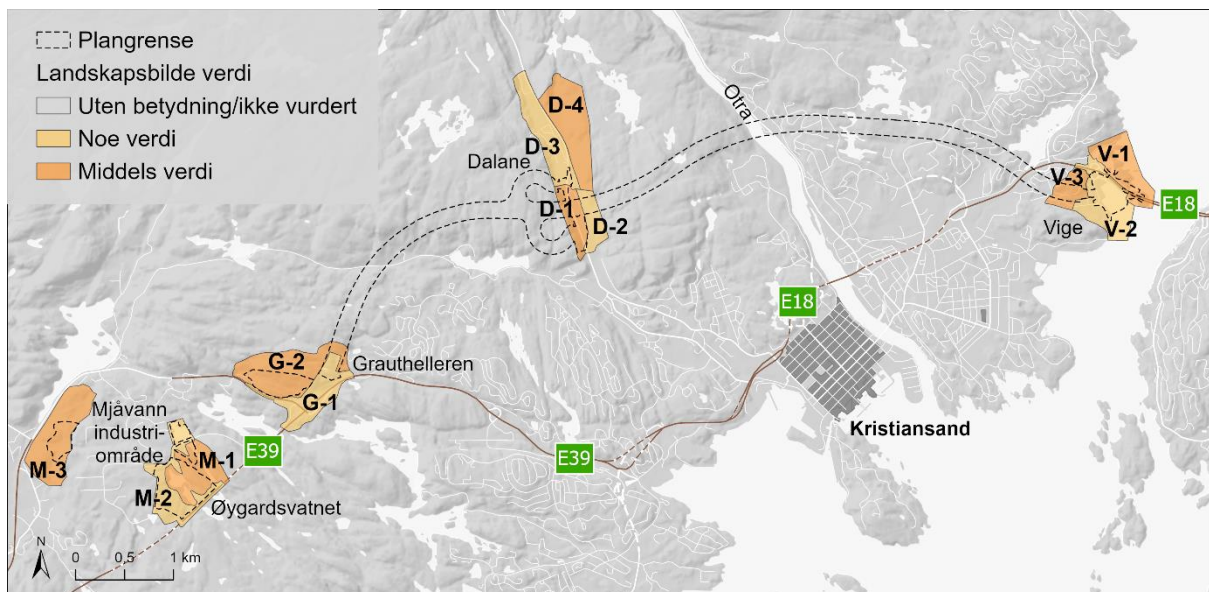 Plangrense
Landskapsbilde verdi
Uten betydning/ikke vurdert
Noe verdi
Middels verdi
D-4
D-3
Dalane
D-1
D-2
Otra
V-1
V-3
E18
Vige
V-2
E18
G-2
Grauthelleren
G-1
Mjåvann
industri-
område
M-3
M-1
E39
M-2
Øygardsvatnet
E39
Kristiansand
N
0 0,5 1 km